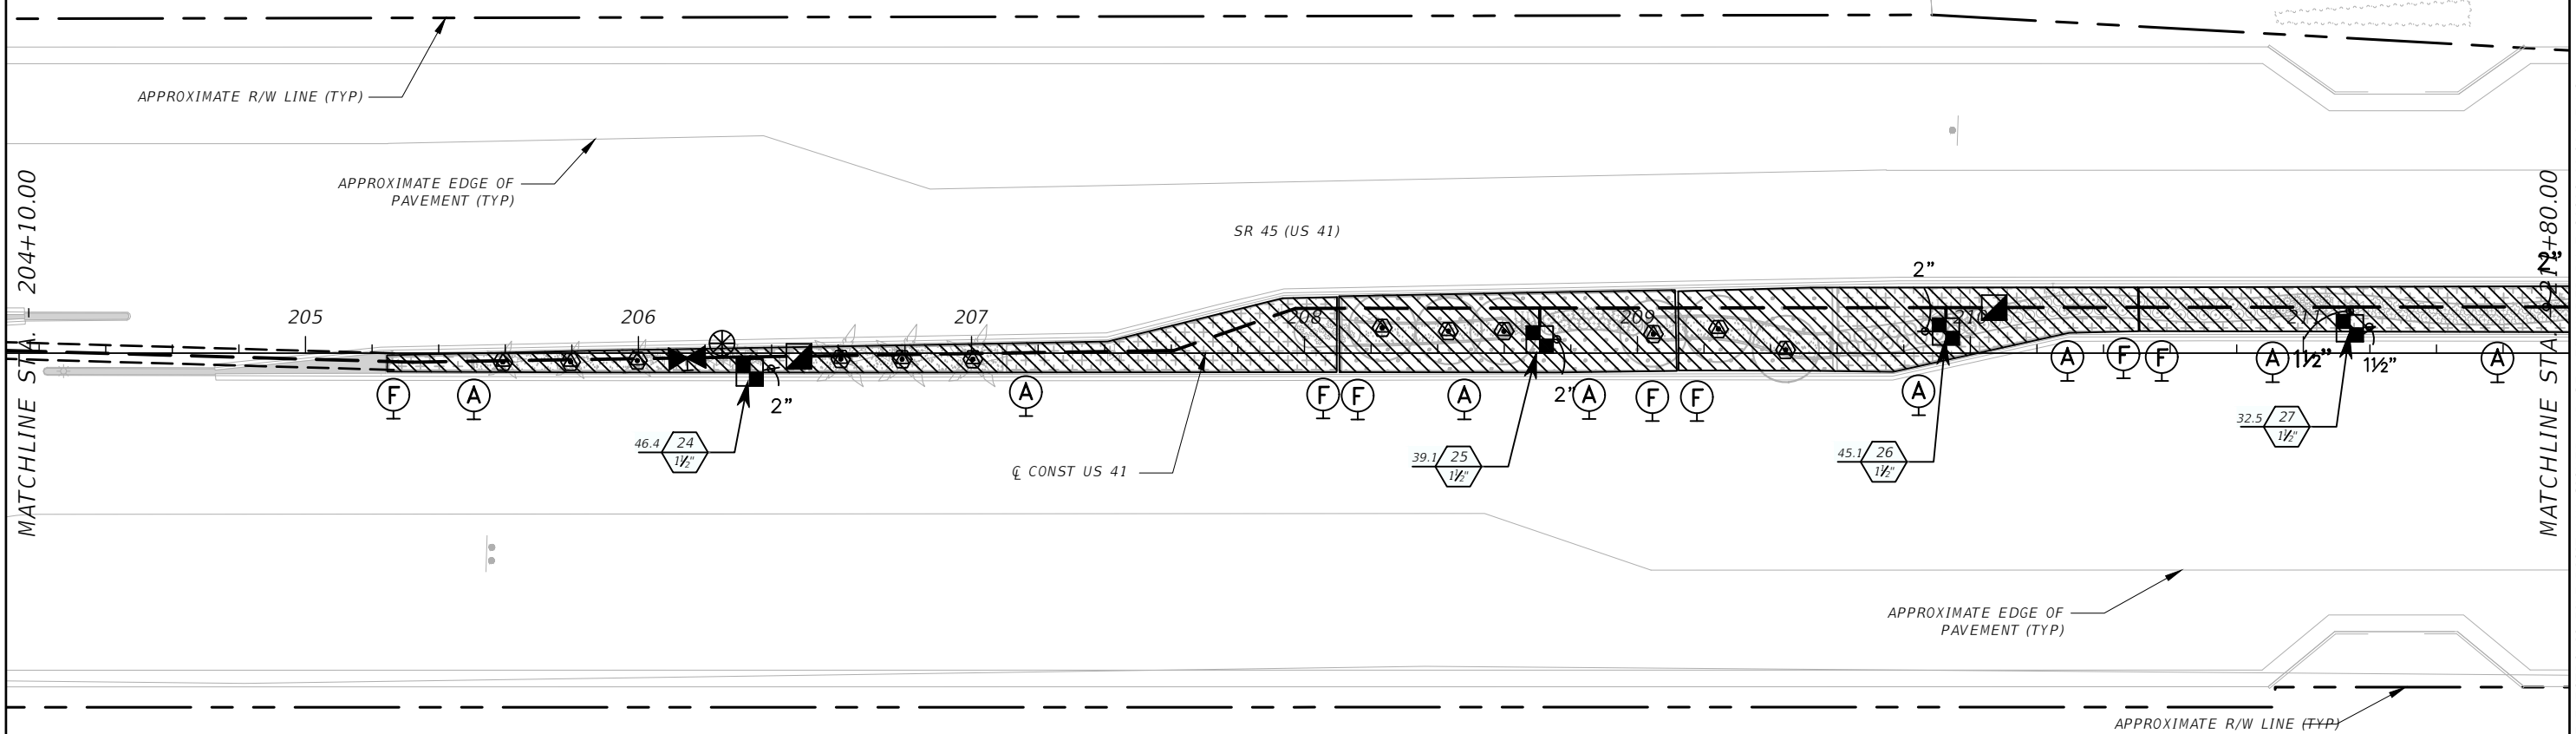 APPROXIMATE R/W LINE (TYP)
APPROXIMATE EDGE OF
PAVEMENT (TYP)
SR 45 (US 41)
MATCHLINE STA. 204+10.00
205
206
207
208
209
210
211
2"
2"
MATCHLINE STA. 211+80.00
F
A
2"
A
F
F
A
2"
A
F
F
A
A
F
F
A
1½"
1½"
A
46.4
24
1½"
℄ CONST US 41
39.1
25
1½"
45.1
26
1½"
32.5
27
1½"
APPROXIMATE EDGE OF
PAVEMENT (TYP)
APPROXIMATE R/W LINE (TYP)